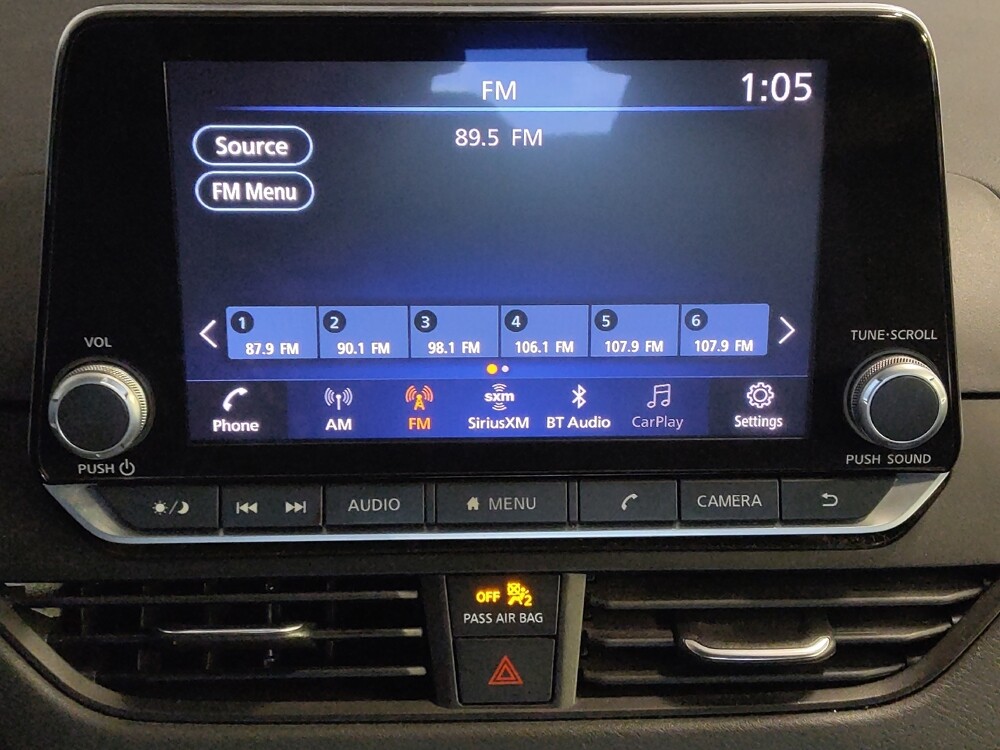 FM
1:05
89.5 FM
Source
FM Menu
1 2 3 4 5 6
87.9 FM 90.1 FM 98.1 FM 106.1 FM 107.9 FM 107.9 FM
VOL
TUNE·SCROLL
sxm
Phone AM FM SiriusXM BT Audio CarPlay Settings
PUSH
PUSH SOUND
AUDIO MENU CAMERA
OFF 2
PASS AIR BAG